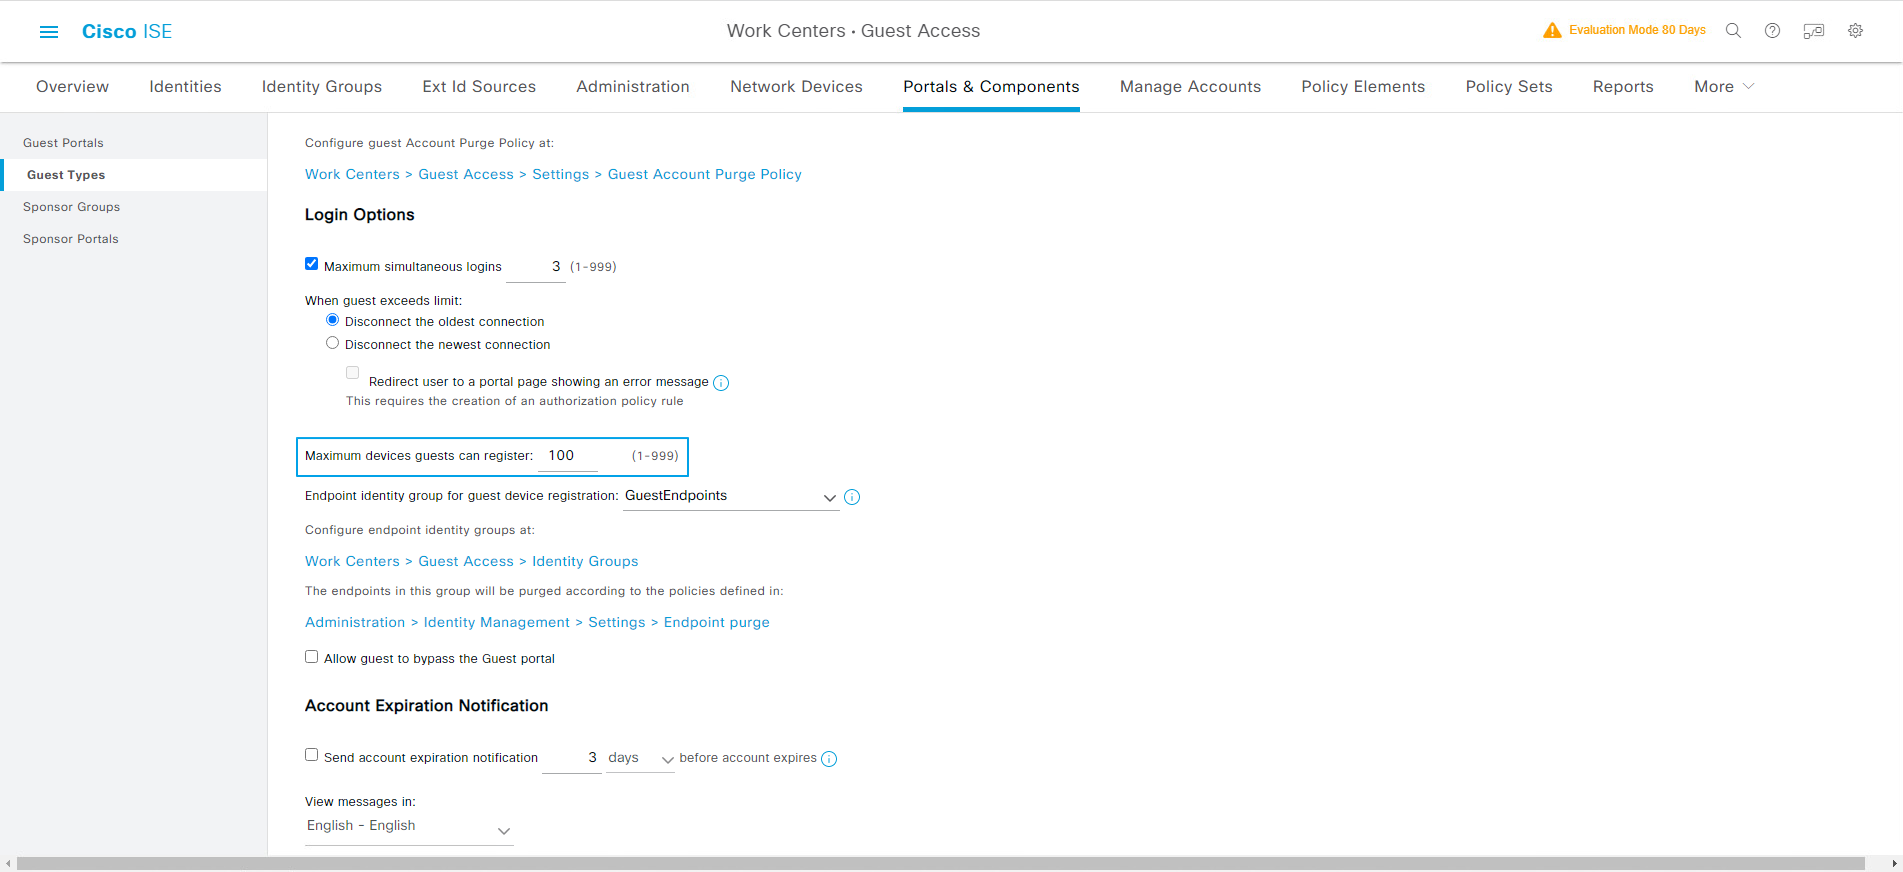 Cisco ISE
Work Centers · Guest Access
Evaluation Mode 80 Days
Overview
Identities
Identity Groups
Ext Id Sources
Administration
Network Devices
Portals & Components
Manage Accounts
Policy Elements
Policy Sets
Reports
More
Guest Portals
Guest Types
Sponsor Groups
Sponsor Portals
Configure guest Account Purge Policy at:
Work Centers > Guest Access > Settings > Guest Account Purge Policy
Login Options
Maximum simultaneous logins 3 (1-999)
When guest exceeds limit:
Disconnect the oldest connection
Disconnect the newest connection
Redirect user to a portal page showing an error message
This requires the creation of an authorization policy rule
Maximum devices guests can register: 100 (1-999)
Endpoint identity group for guest device registration: GuestEndpoints
Configure endpoint identity groups at:
Work Centers > Guest Access > Identity Groups
The endpoints in this group will be purged according to the policies defined in:
Administration > Identity Management > Settings > Endpoint purge
Allow guest to bypass the Guest portal
Account Expiration Notification
Send account expiration notification 3 days before account expires
View messages in:
English - English